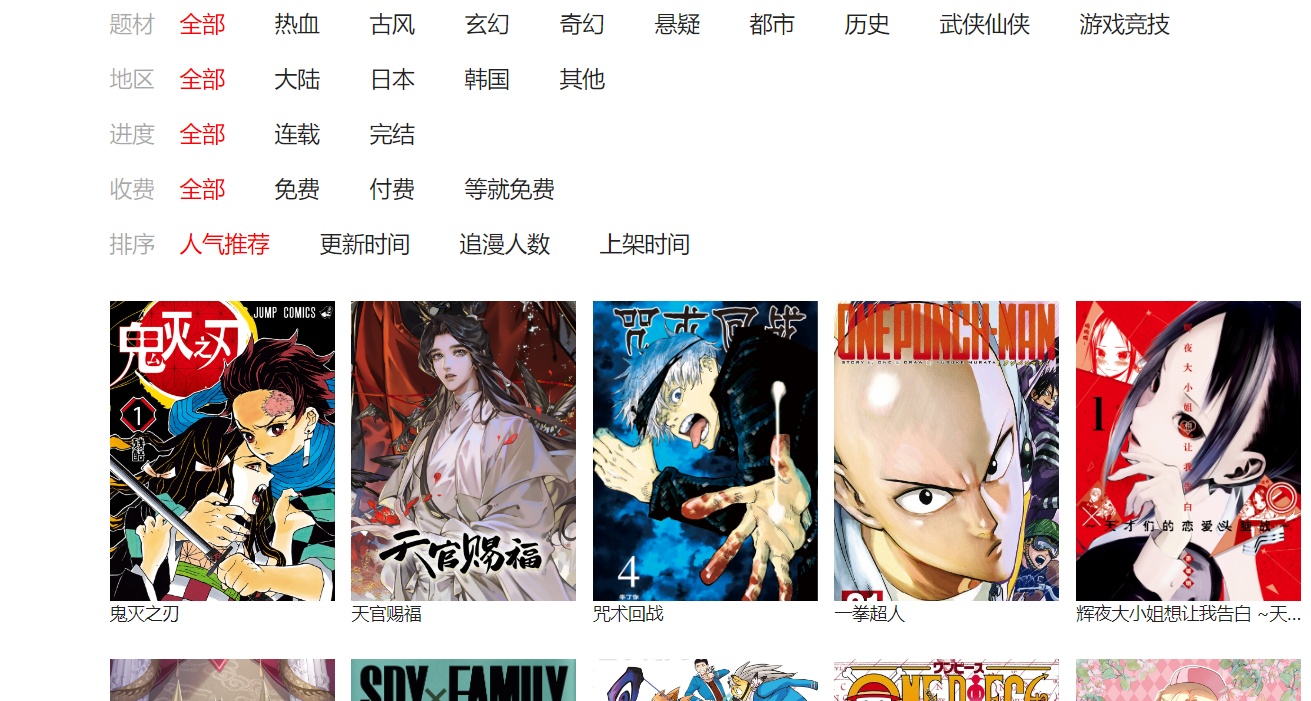 题材 全部 热血 古风 玄幻 奇幻 悬疑 都市 历史 武侠仙侠 游戏竞技
地区 全部 大陆 日本 韩国 其他
进度 全部 连载 完结
收费 全部 免费 付费 等就免费
排序 人气推荐 更新时间 追漫人数 上架时间
JUMP COMICS
鬼灭之刃
1
天官赐福
咒术回战
4
ONE PUNCH-MAN
1
辉夜大小姐想让我告白
天才们的恋爱头脑战
鬼灭之刃 天官赐福 咒术回战 一拳超人 辉夜大小姐想让我告白 ~天...
SPY×FAMILY
ワンピース
ONE PIECE